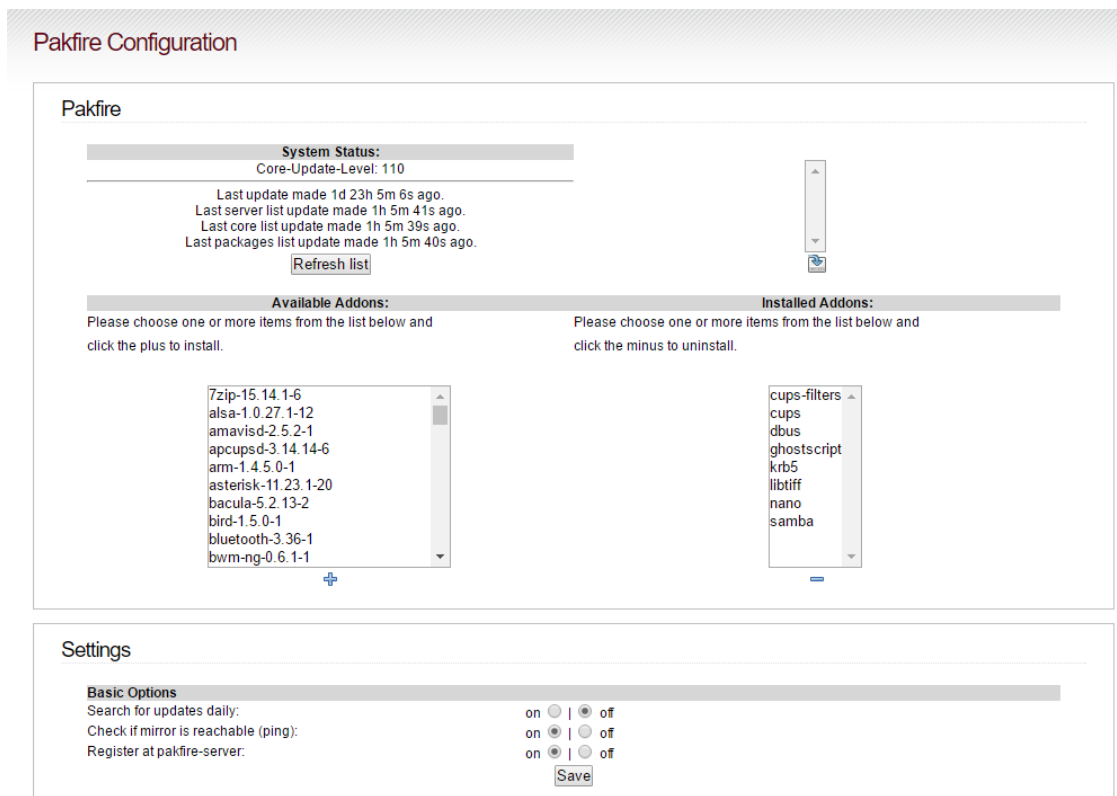 Pakfire Configuration
Pakfire
System Status:
Core-Update-Level: 110
Last update made 1d 23h 5m 6s ago.
Last server list update made 1h 5m 41s ago.
Last core list update made 1h 5m 39s ago.
Last packages list update made 1h 5m 40s ago.
Refresh list
Available Addons:
Please choose one or more items from the list below and
click the plus to install.
7zip-15.14.1-6
alsa-1.0.27.1-12
amavisd-2.5.2-1
apcupsd-3.14.14-6
arm-1.4.5.0-1
asterisk-11.23.1-20
bacula-5.2.13-2
bird-1.5.0-1
bluetooth-3.36-1
bwm-ng-0.6.1-1
Installed Addons:
Please choose one or more items from the list below and
click the minus to uninstall.
cups-filters
cups
dbus
ghostscript
krb5
libtiff
nano
samba
Settings
Basic Options
Search for updates daily: on | off
Check if mirror is reachable (ping): on | off
Register at pakfire-server: on | off
Save